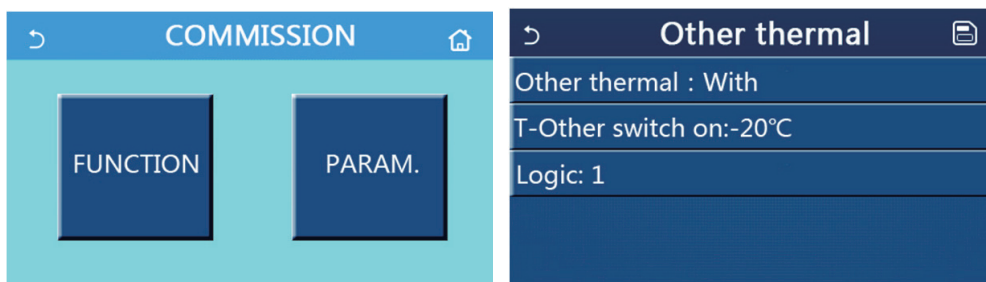 COMMISSION
FUNCTION
PARAM.
Other thermal
Other thermal : With
T-Other switch on:-20℃
Logic: 1